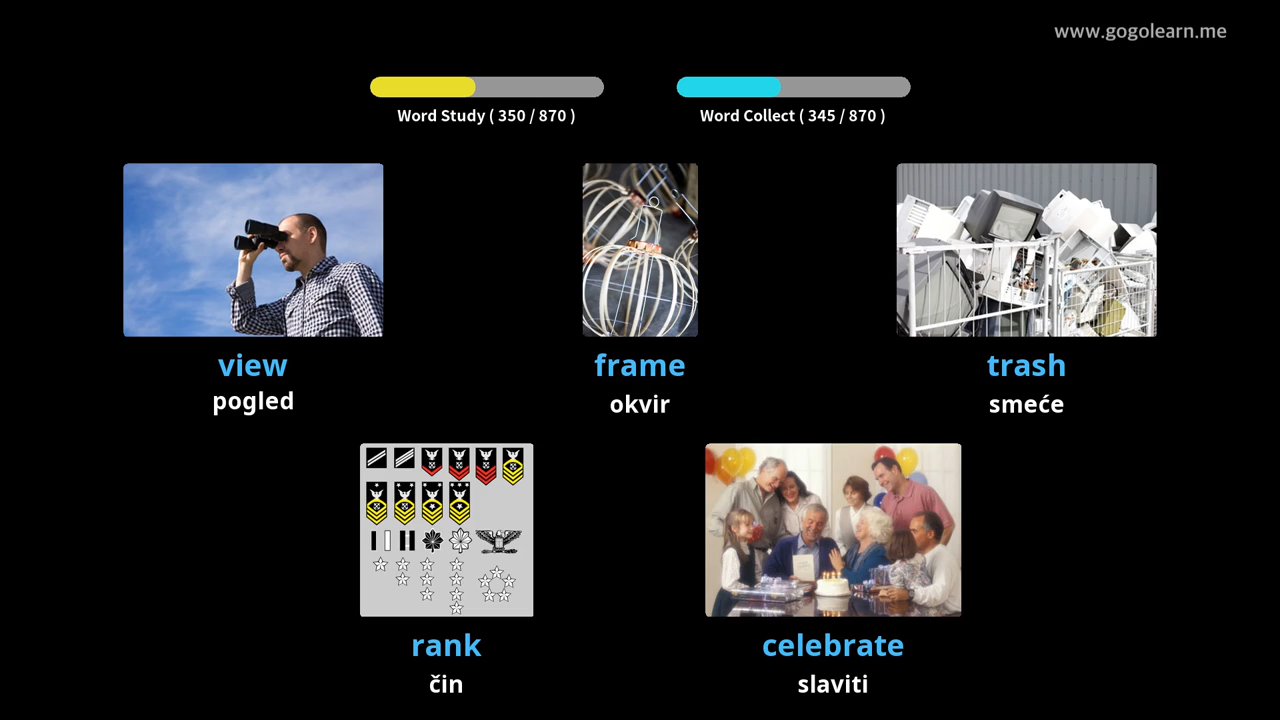 www.gogolearn.me
Word Study ( 350 / 870 )
Word Collect ( 345 / 870 )
view
pogled
frame
okvir
trash
smeće
rank
čin
celebrate
slaviti